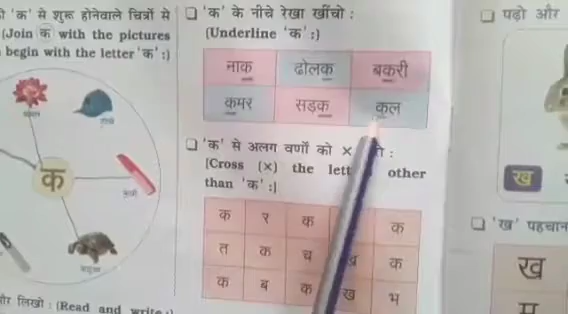 'क' से शुरू होनेवाले चित्रों से
(Join क with the pictures
begin with the letter 'क' :)
क
'क' के नीचे रेखा खींचो :
(Underline 'क' :)
नाक ढोलक बकरी
कमर सड़क कुल
'क' से अलग वर्णों को ×
[Cross (×) the lett other
than 'क' :]
क र क क
त क च क
क ब क ख भ
लिखो : (Read and write
पढ़ो और
ख
'ख' पहचान
ख
म